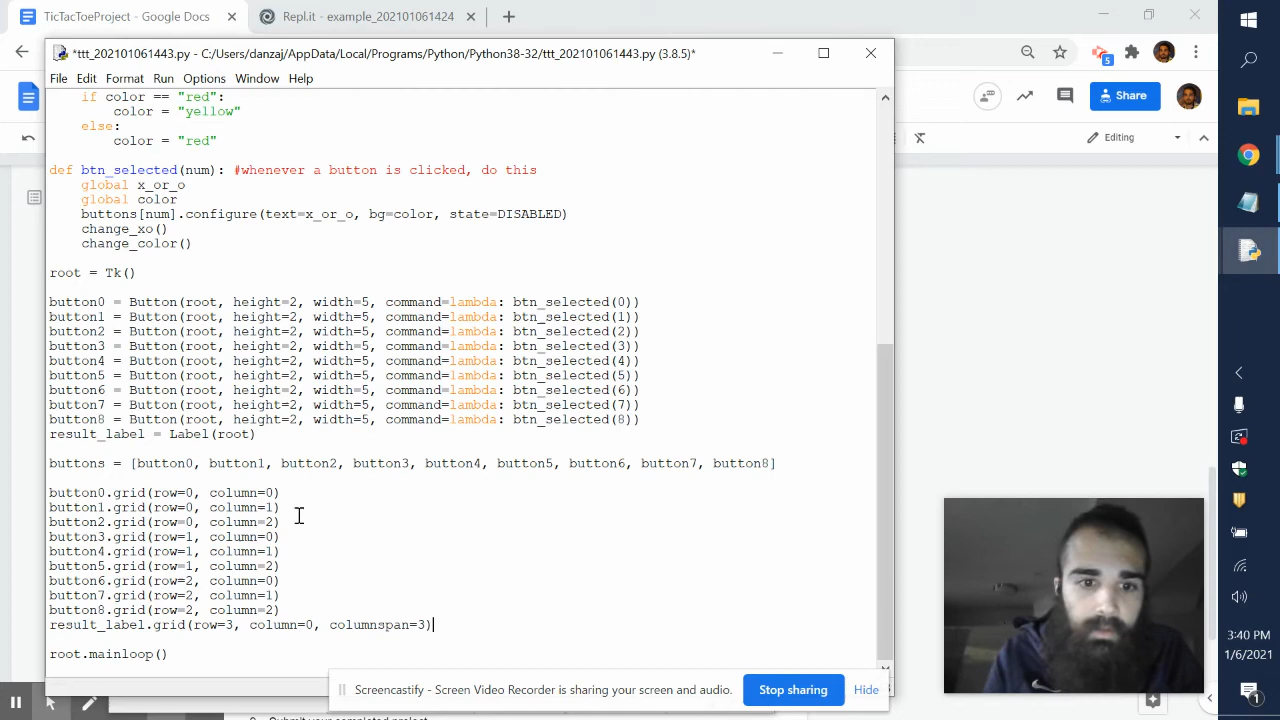 TicTacToeProject - Google Docs
Repl.it - example_202101061424
*ttt_202101061443.py - C:/Users/danzaj/AppData/Local/Programs/Python/Python38-32/ttt_202101061443.py (3.8.5)*
File Edit Format Run Options Window Help
5
Share
Editing
if color == "red":
color = "yellow"
else:
color = "red"
def btn_selected(num): #whenever a button is clicked, do this
global x_or_o
global color
buttons[num].configure(text=x_or_o, bg=color, state=DISABLED)
change_xo()
change_color()
root = Tk()
button0 = Button(root, height=2, width=5, command=lambda: btn_selected(0))
button1 = Button(root, height=2, width=5, command=lambda: btn_selected(1))
button2 = Button(root, height=2, width=5, command=lambda: btn_selected(2))
button3 = Button(root, height=2, width=5, command=lambda: btn_selected(3))
button4 = Button(root, height=2, width=5, command=lambda: btn_selected(4))
button5 = Button(root, height=2, width=5, command=lambda: btn_selected(5))
button6 = Button(root, height=2, width=5, command=lambda: btn_selected(6))
button7 = Button(root, height=2, width=5, command=lambda: btn_selected(7))
button8 = Button(root, height=2, width=5, command=lambda: btn_selected(8))
result_label = Label(root)
buttons = [button0, button1, button2, button3, button4, button5, button6, button7, button8]
button0.grid(row=0, column=0)
button1.grid(row=0, column=1)
button2.grid(row=0, column=2)
button3.grid(row=1, column=0)
button4.grid(row=1, column=1)
button5.grid(row=1, column=2)
button6.grid(row=2, column=0)
button7.grid(row=2, column=1)
button8.grid(row=2, column=2)
result_label.grid(row=3, column=0, columnspan=3)
root.mainloop()
Screencastify - Screen Video Recorder is sharing your screen and audio.
Stop sharing
Hide
Submit your completed project
3:40 PM
1/6/2021
1